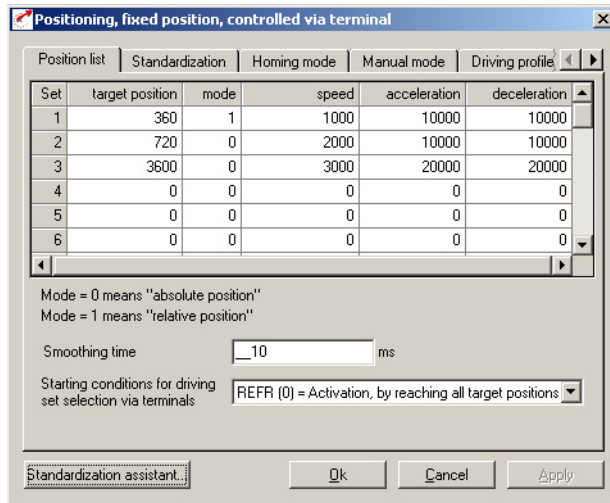 Positioning, fixed position, controlled via terminal
Position list Standardization Homing mode Manual mode Driving profile
Set target position mode speed acceleration deceleration
1 360 1 1000 10000 10000
2 720 0 2000 10000 10000
3 3600 0 3000 20000 20000
4 0 0 0 0 0
5 0 0 0 0 0
6 0 0 0 0 0
Mode = 0 means "absolute position"
Mode = 1 means "relative position"
Smoothing time __10 ms
Starting conditions for driving
set selection via terminals
REFR (0) = Activation, by reaching all target positions
Standardization assistant.. Ok Cancel Apply